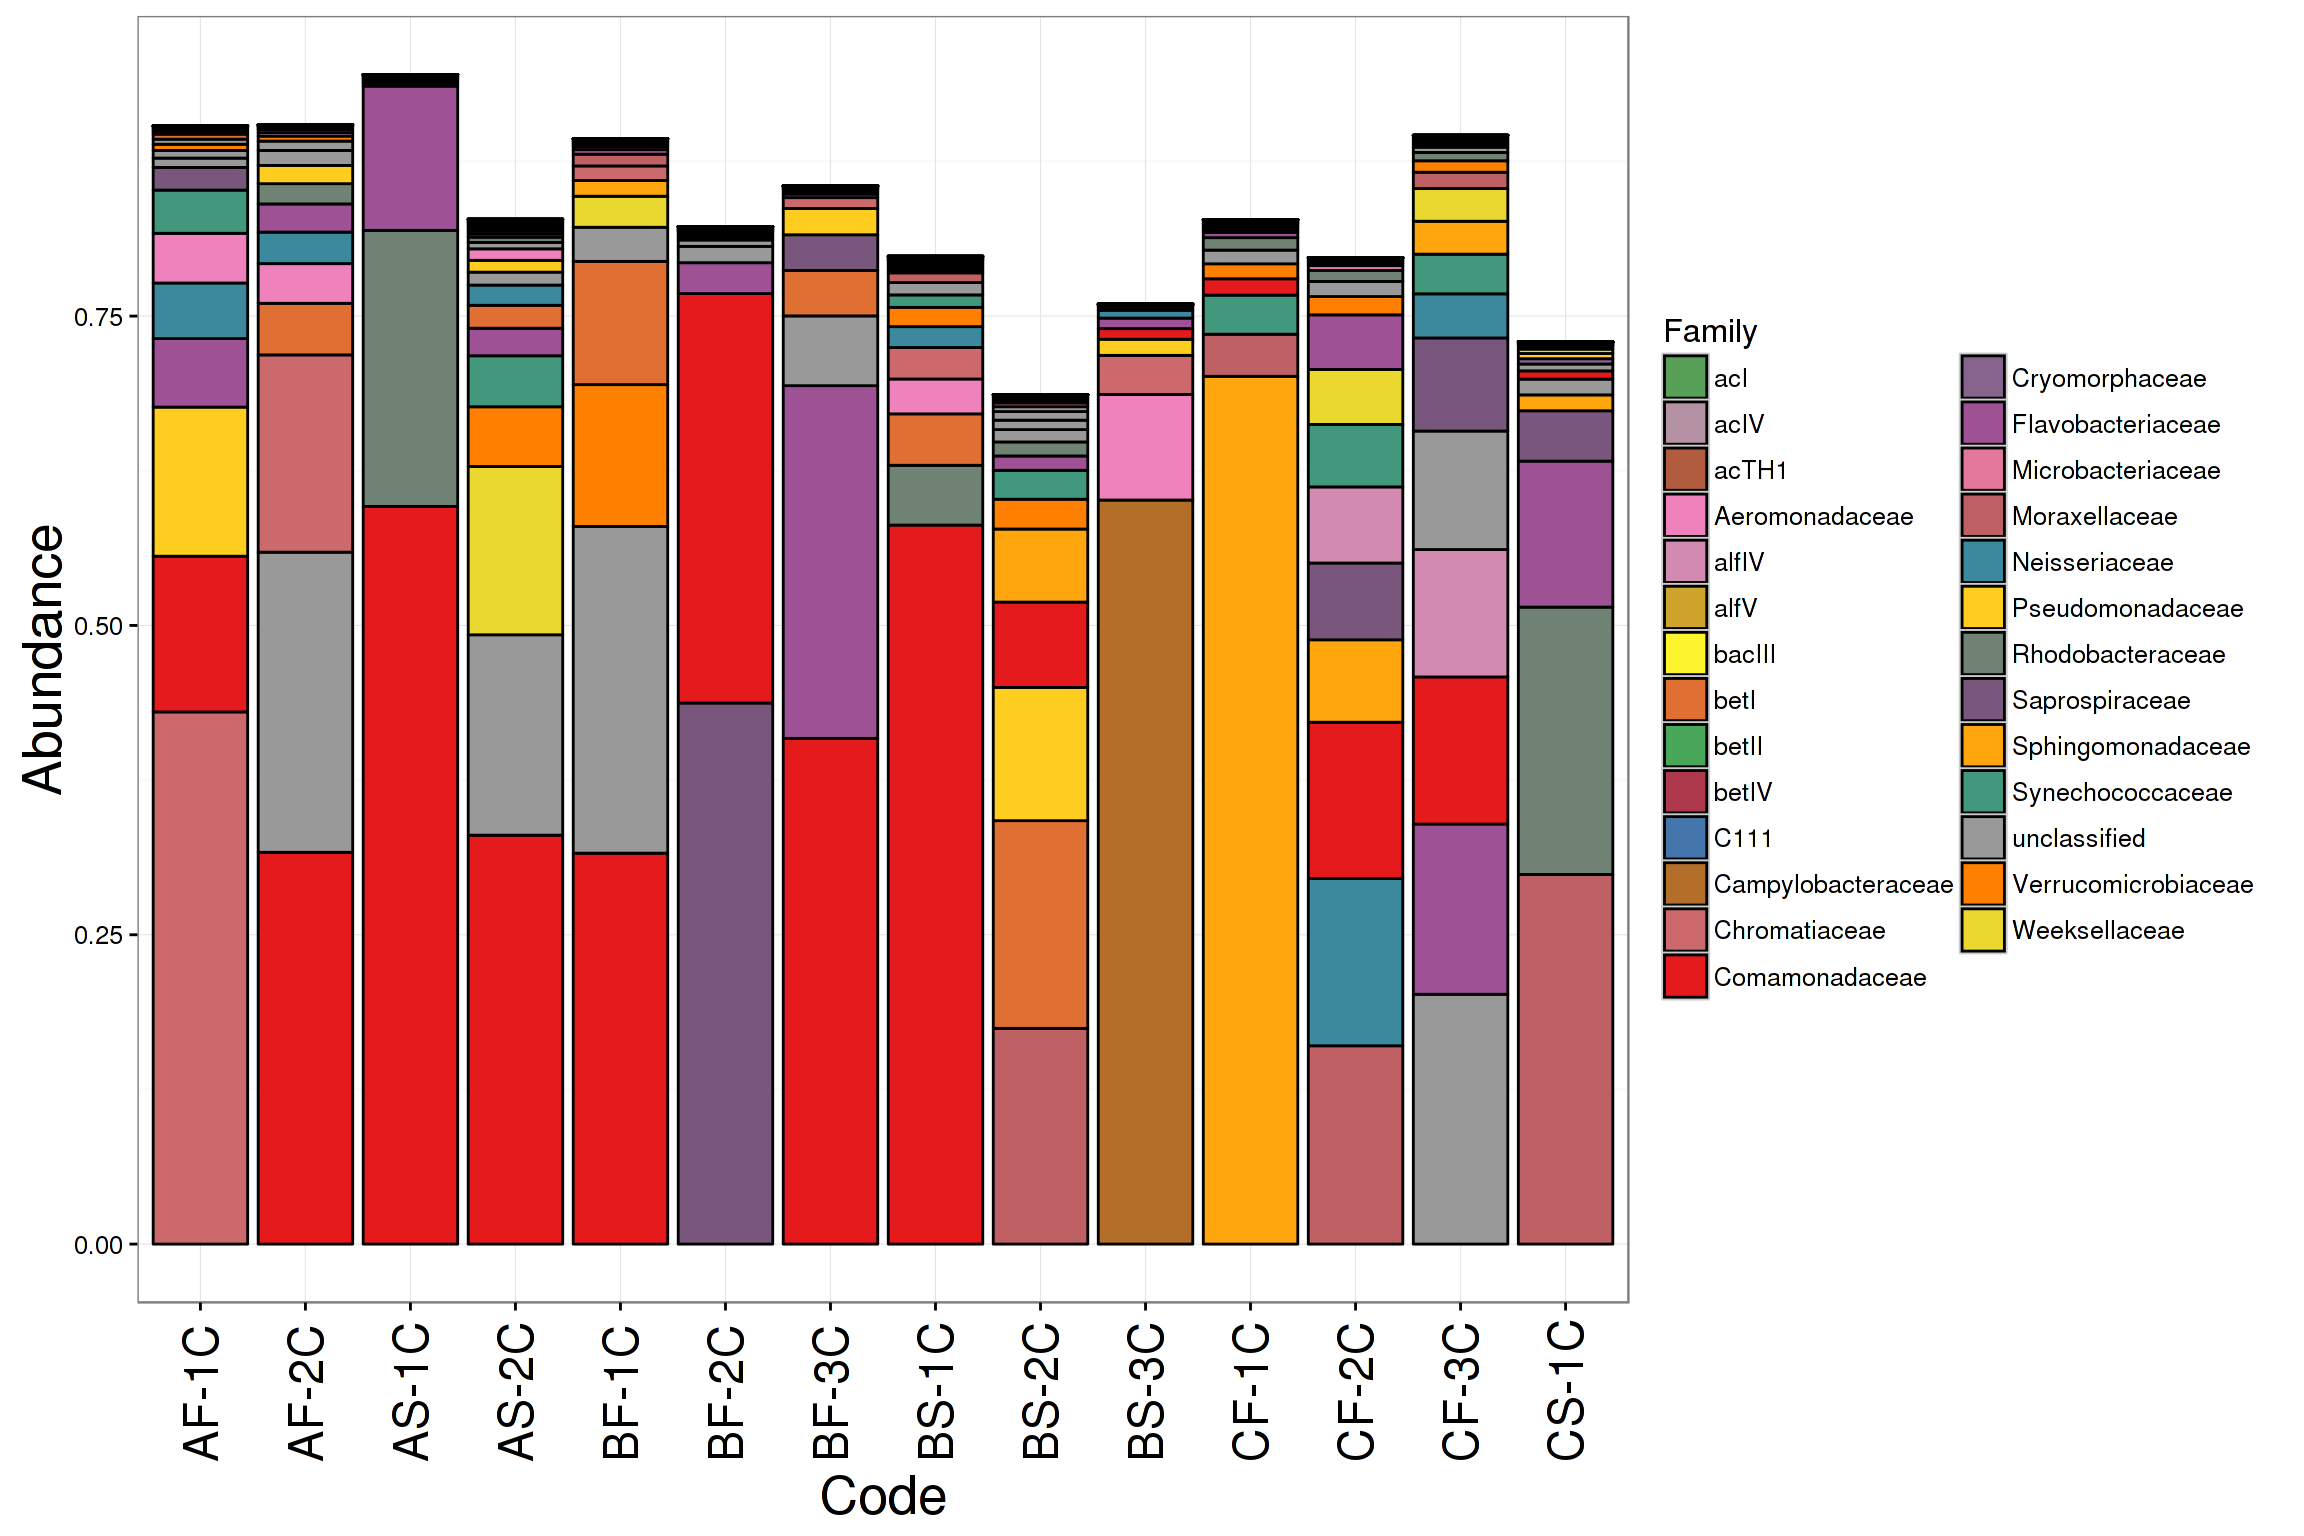 Abundance
0.75
0.50
0.25
0.00
AF-1C
AF-2C
AS-1C
AS-2C
BF-1C
BF-2C
BF-3C
BS-1C
BS-2C
BS-3C
CF-1C
CF-2C
CF-3C
CS-1C
Code
Family
acI
acIV
acTH1
Aeromonadaceae
alfIV
alfV
bacIII
betI
betII
betIV
C111
Campylobacteraceae
Chromatiaceae
Comamonadaceae
Cryomorphaceae
Flavobacteriaceae
Microbacteriaceae
Moraxellaceae
Neisseriaceae
Pseudomonadaceae
Rhodobacteraceae
Saprospiraceae
Sphingomonadaceae
Synechococcaceae
unclassified
Verrucomicrobiaceae
Weeksellaceae